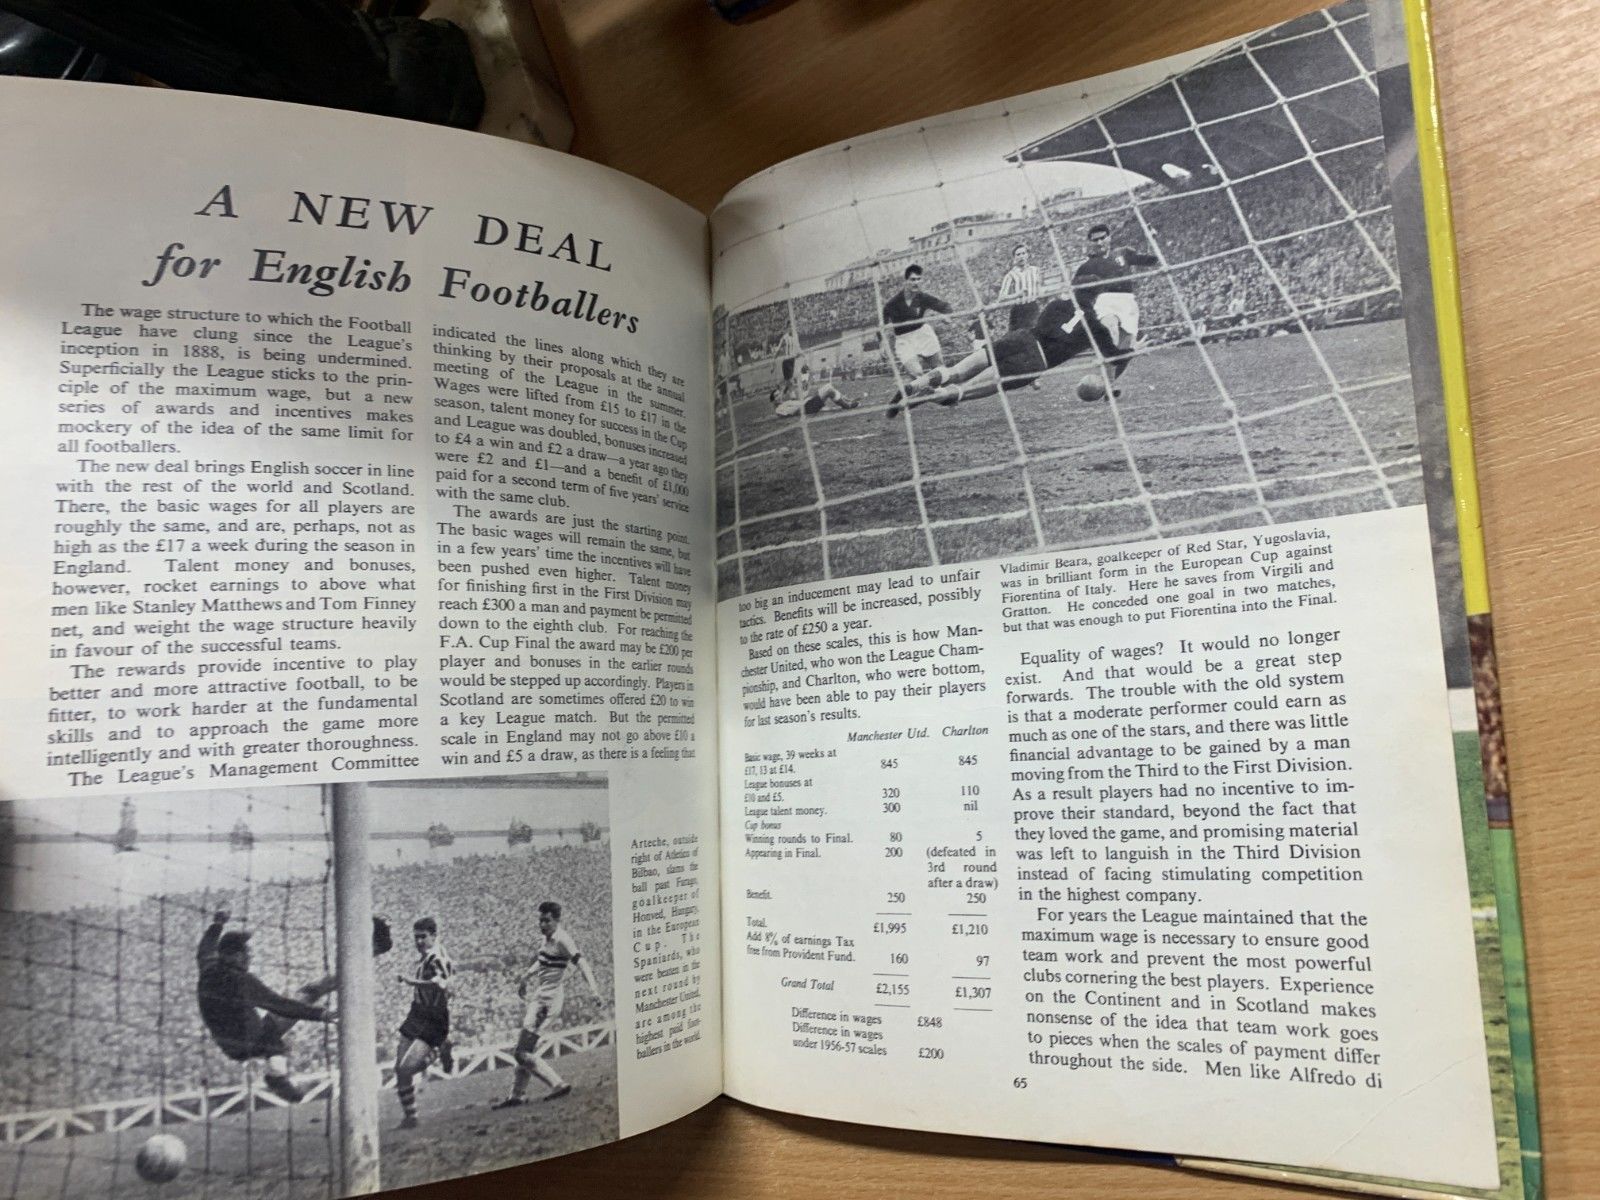 A NEW DEAL
for English Footballers
The wage structure to which the Football
League have clung since the League's
inception in 1888, is being undermined.
Superficially the League sticks to the prin-
ciple of the maximum wage, but a new
series of awards and incentives makes
mockery of the idea of the same limit for
all footballers.
The new deal brings English soccer in line
with the rest of the world and Scotland.
There, the basic wages for all players are
roughly the same, and are, perhaps, not as
high as the £17 a week during the season in
England. Talent money and bonuses,
however, rocket earnings to above what
men like Stanley Matthews and Tom Finney
net, and weight the wage structure heavily
in favour of the successful teams.
The rewards provide incentive to play
better and more attractive football, to be
fitter, to work harder at the fundamental
skills and to approach the game more
intelligently and with greater thoroughness.
The League's Management Committee
indicated the lines along which they are
thinking by their proposals at the annual
meeting of the League in the summer.
Wages were lifted from £15 to £17 in the
season, talent money for success in the Cup
and League was doubled, bonuses increased
to £4 a win and £2 a draw—a year ago they
were £2 and £1—and a benefit of £1,000
paid for a second term of five years' service
with the same club.
The awards are just the starting point.
The basic wages will remain the same, but
in a few years' time the incentives will have
been pushed even higher. Talent money
for finishing first in the First Division may
reach £300 a man and payment be permitted
down to the eighth club. For reaching the
F.A. Cup Final the award may be £200 per
player and bonuses in the earlier rounds
would be stepped up accordingly. Players in
Scotland are sometimes offered £20 to win
a key League match. But the permitted
scale in England may not go above £10 a
win and £5 a draw, as there is a feeling that
Arteche, outside
right of Atletico of
Bilbao, slams the
ball past Farago,
goalkeeper of
Honved, Hungary,
in the European
Cup. The
Spaniards, who
were beaten in the
next round by
Manchester United,
are among the
highest paid foot-
ballers in the world.
too big an inducement may lead to unfair
tactics. Benefits will be increased, possibly
to the rate of £250 a year.
Based on these scales, this is how Man-
chester United, who won the League Cham-
pionship, and Charlton, who were bottom,
would have been able to pay their players
for last season's results.
Manchester Utd. Charlton
Basic wage, 39 weeks at
£17, 13 at £14. 845 845
League bonuses at
£10 and £5. 320 110
League talent money. 300 nil
Cup bonus
Winning rounds to Final. 80 5
Appearing in Final. 200 (defeated in
3rd round
after a draw)
Benefit. 250 250
Total. £1,995 £1,210
Add 8% of earnings Tax
free from Provident Fund. 160 97
Grand Total £2,155 £1,307
Difference in wages £848
Difference in wages
under 1956-57 scales £200
Vladimir Beara, goalkeeper of Red Star, Yugoslavia,
was in brilliant form in the European Cup against
Fiorentina of Italy. Here he saves from Virgili and
Gratton. He conceded one goal in two matches,
but that was enough to put Fiorentina into the Final.
Equality of wages? It would no longer
exist. And that would be a great step
forwards. The trouble with the old system
is that a moderate performer could earn as
much as one of the stars, and there was little
financial advantage to be gained by a man
moving from the Third to the First Division.
As a result players had no incentive to im-
prove their standard, beyond the fact that
they loved the game, and promising material
was left to languish in the Third Division
instead of facing stimulating competition
in the highest company.
For years the League maintained that the
maximum wage is necessary to ensure good
team work and prevent the most powerful
clubs cornering the best players. Experience
on the Continent and in Scotland makes
nonsense of the idea that team work goes
to pieces when the scales of payment differ
throughout the side. Men like Alfredo di
65